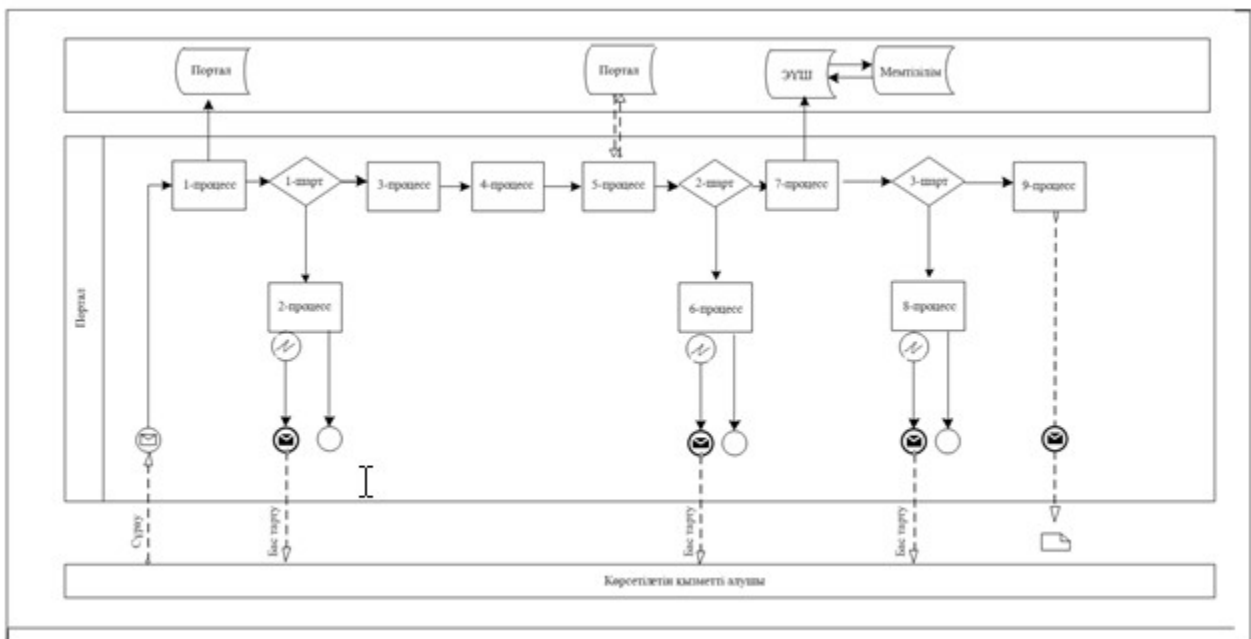 Портал
Портал
ЭҮШ
Мемтізілім
1-процесс
1-шарт
3-процесс
4-процесс
5-процесс
2-шарт
7-процесс
3-шарт
9-процесс
Портал
2-процесс
6-процесс
8-процесс
Сұрау
Бас тарту
Бас тарту
Бас тарту
Көрсетілетін қызметті алушы